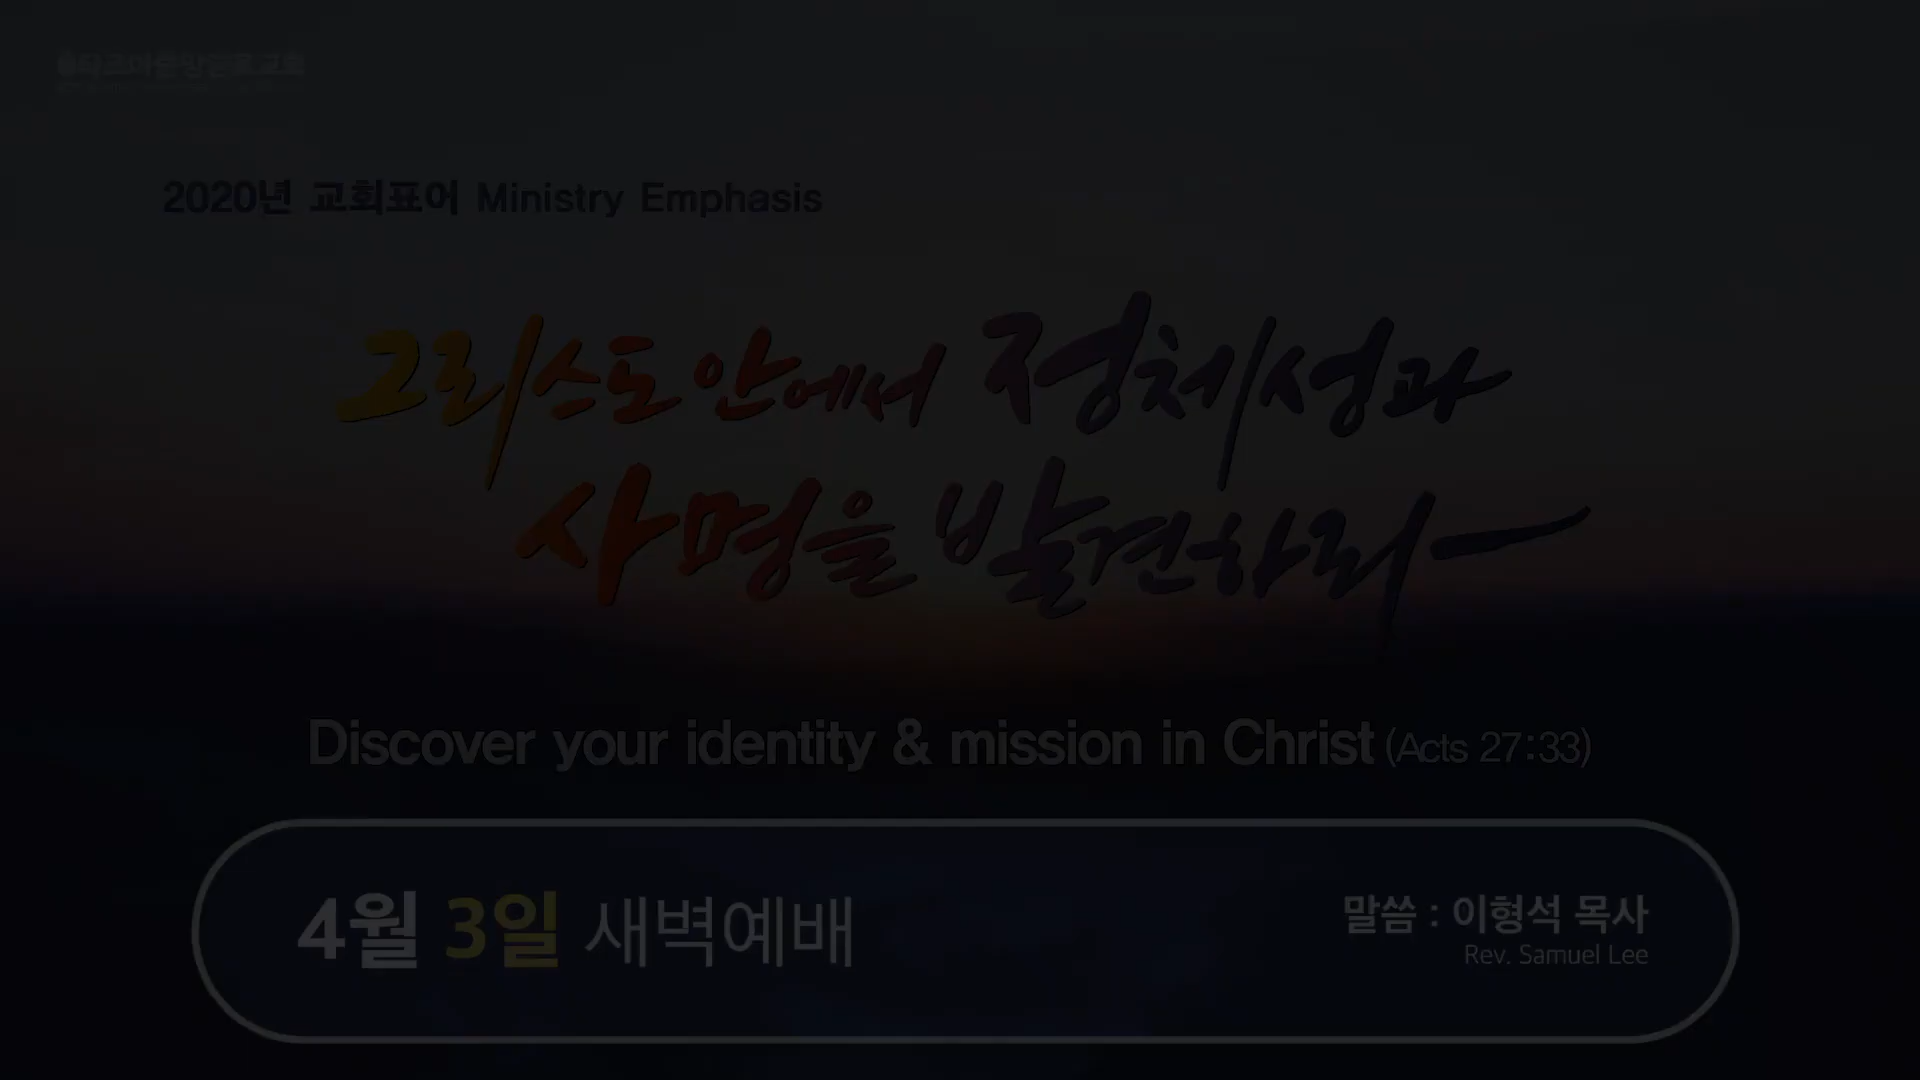 2020년 교회표어 Ministry Emphasis
그리스도 안에서 정체성과
사명을 발견하라
Discover your identity & mission in Christ (Acts 27:33)
4월 3일 새벽예배
말씀 : 이형석 목사
Rev. Samuel Lee